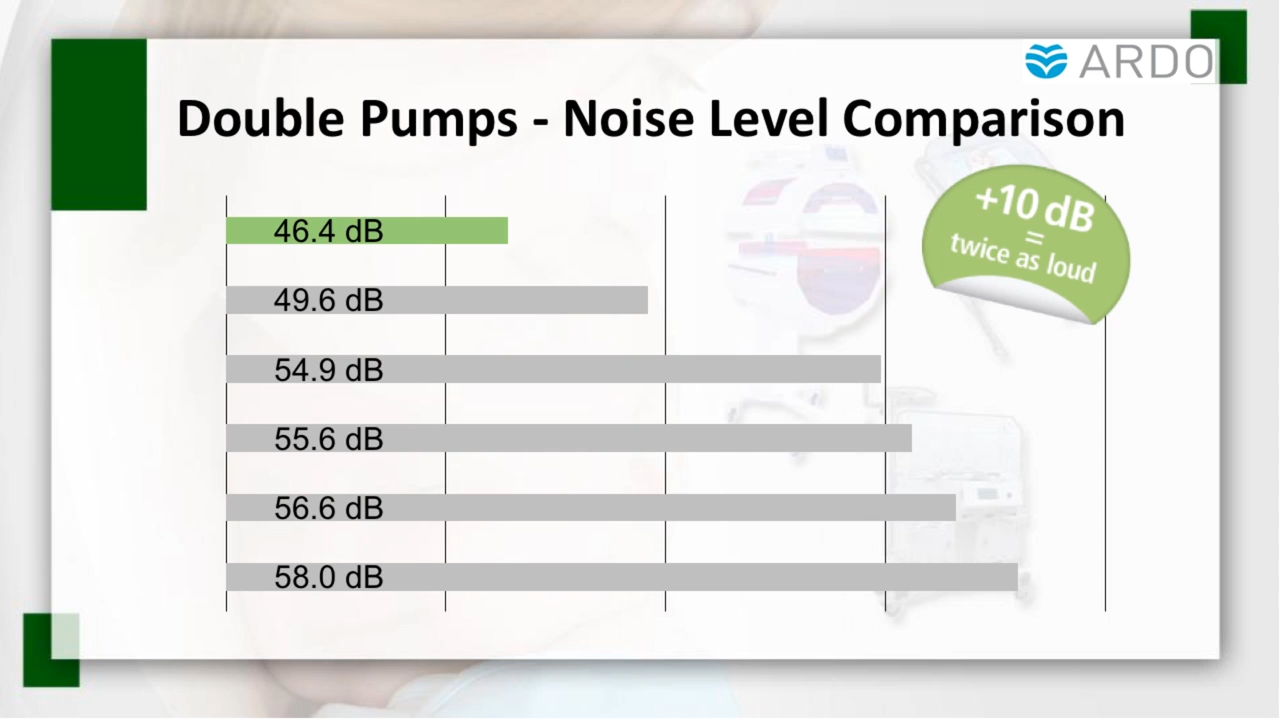 ARDO
Double Pumps - Noise Level Comparison
+10 dB
=
twice as loud
46.4 dB
49.6 dB
54.9 dB
55.6 dB
56.6 dB
58.0 dB